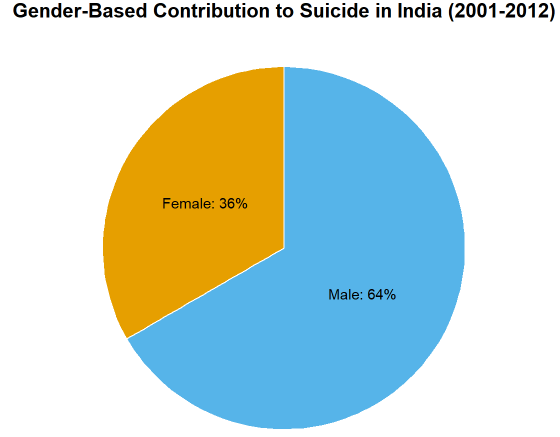 Gender-Based Contribution to Suicide in India (2001-2012)
Female: 36%
Male: 64%